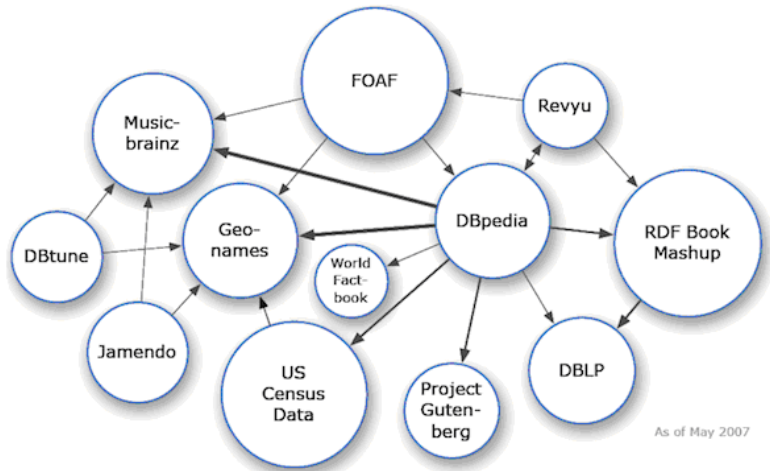 FOAF
Revyu
Music-
brainz
DBpedia
RDF Book
Mashup
Geo-
names
DBtune
World
Fact-
book
Jamendo
US
Census
Data
Project
Guten-
berg
DBLP
As of May 2007